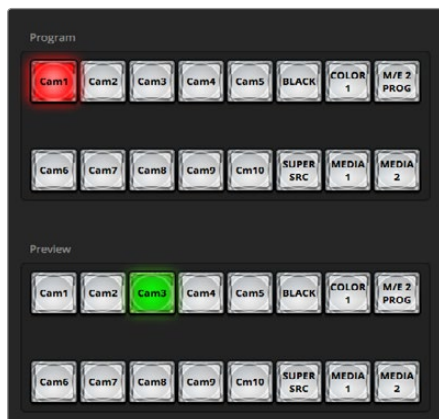 Program
Cam1 Cam2 Cam3 Cam4 Cam5 BLACK COLOR 1 M/E 2 PROG
Cam6 Cam7 Cam8 Cam9 Cm10 SUPER SRC MEDIA 1 MEDIA 2
Preview
Cam1 Cam2 Cam3 Cam4 Cam5 BLACK COLOR 1 M/E 2 PROG
Cam6 Cam7 Cam8 Cam9 Cm10 SUPER SRC MEDIA 1 MEDIA 2